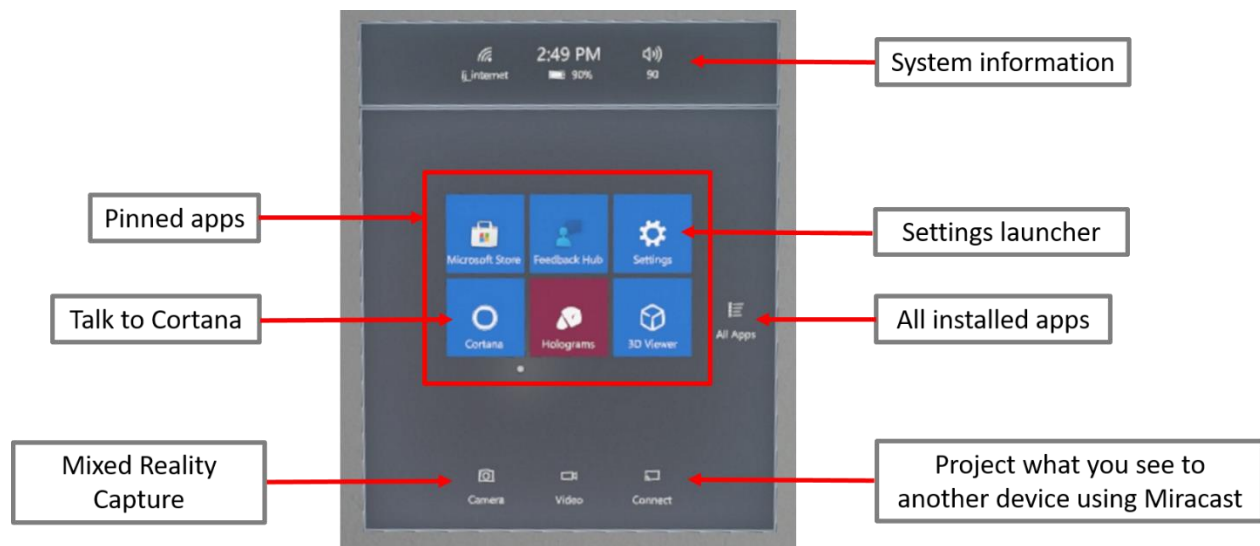 2:49 PM
lj_internet
90%
90
System information
Pinned apps
Microsoft Store
Feedback Hub
Settings
Settings launcher
Talk to Cortana
Cortana
Holograms
3D Viewer
All Apps
All installed apps
Mixed Reality
Capture
Camera
Video
Connect
Project what you see to
another device using Miracast